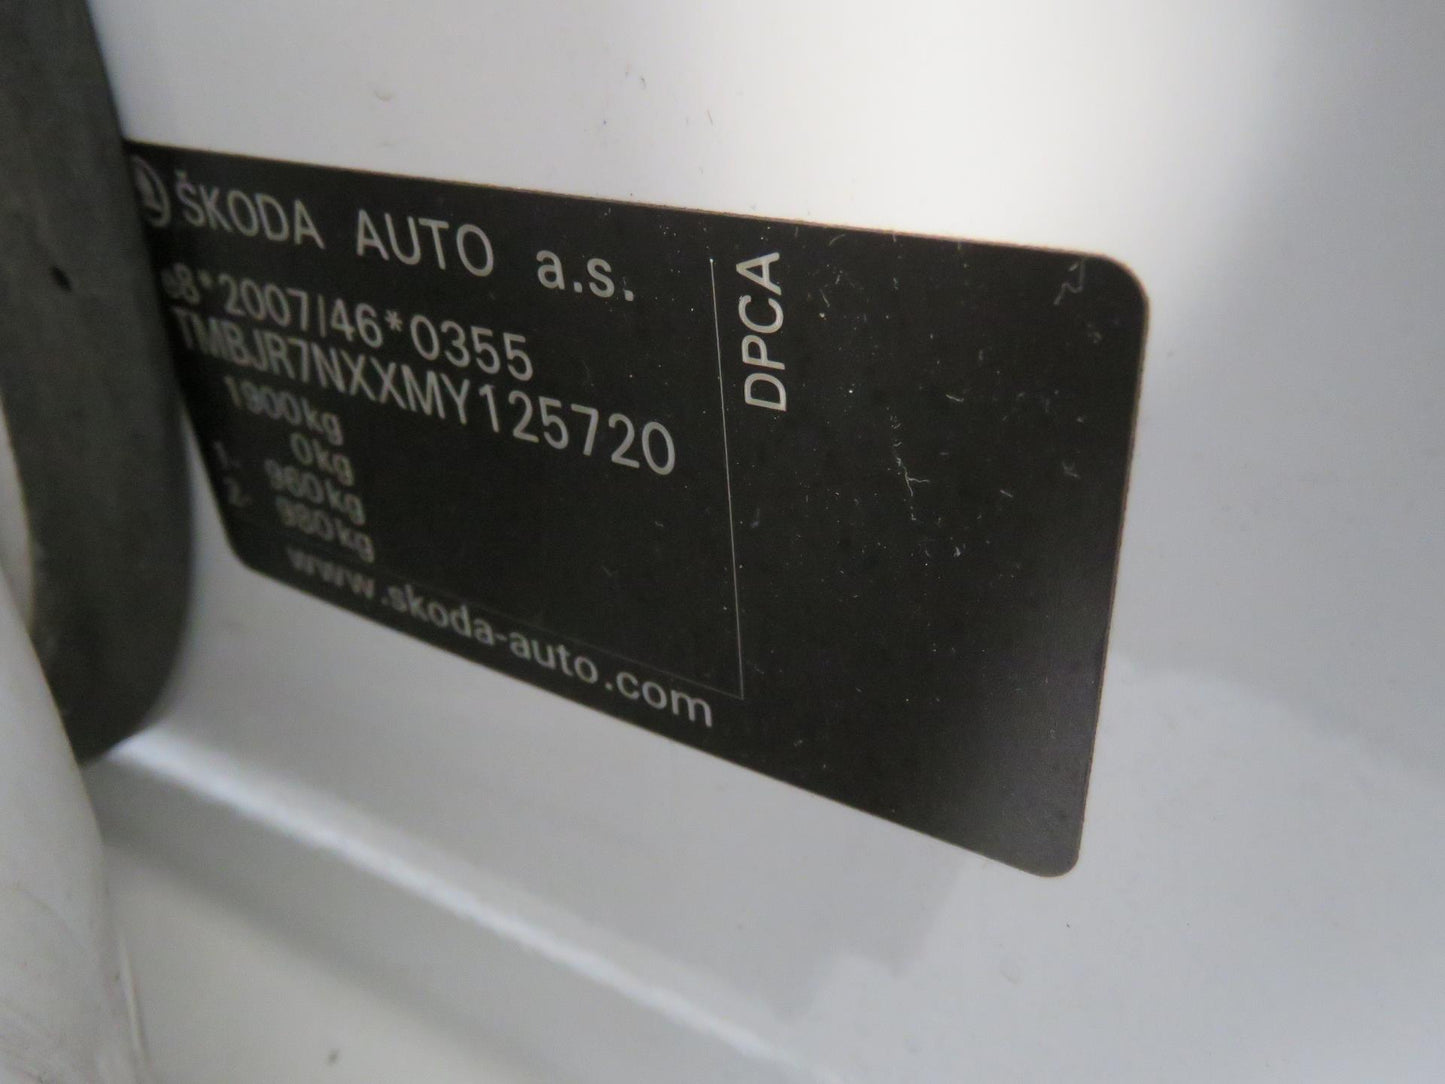 ŠKODA AUTO a.s.
e8*2007/46*0355
TMBJR7NXXMY125720
1900kg
0kg
1- 960kg
2- 980kg
www.skoda-auto.com
DPCA